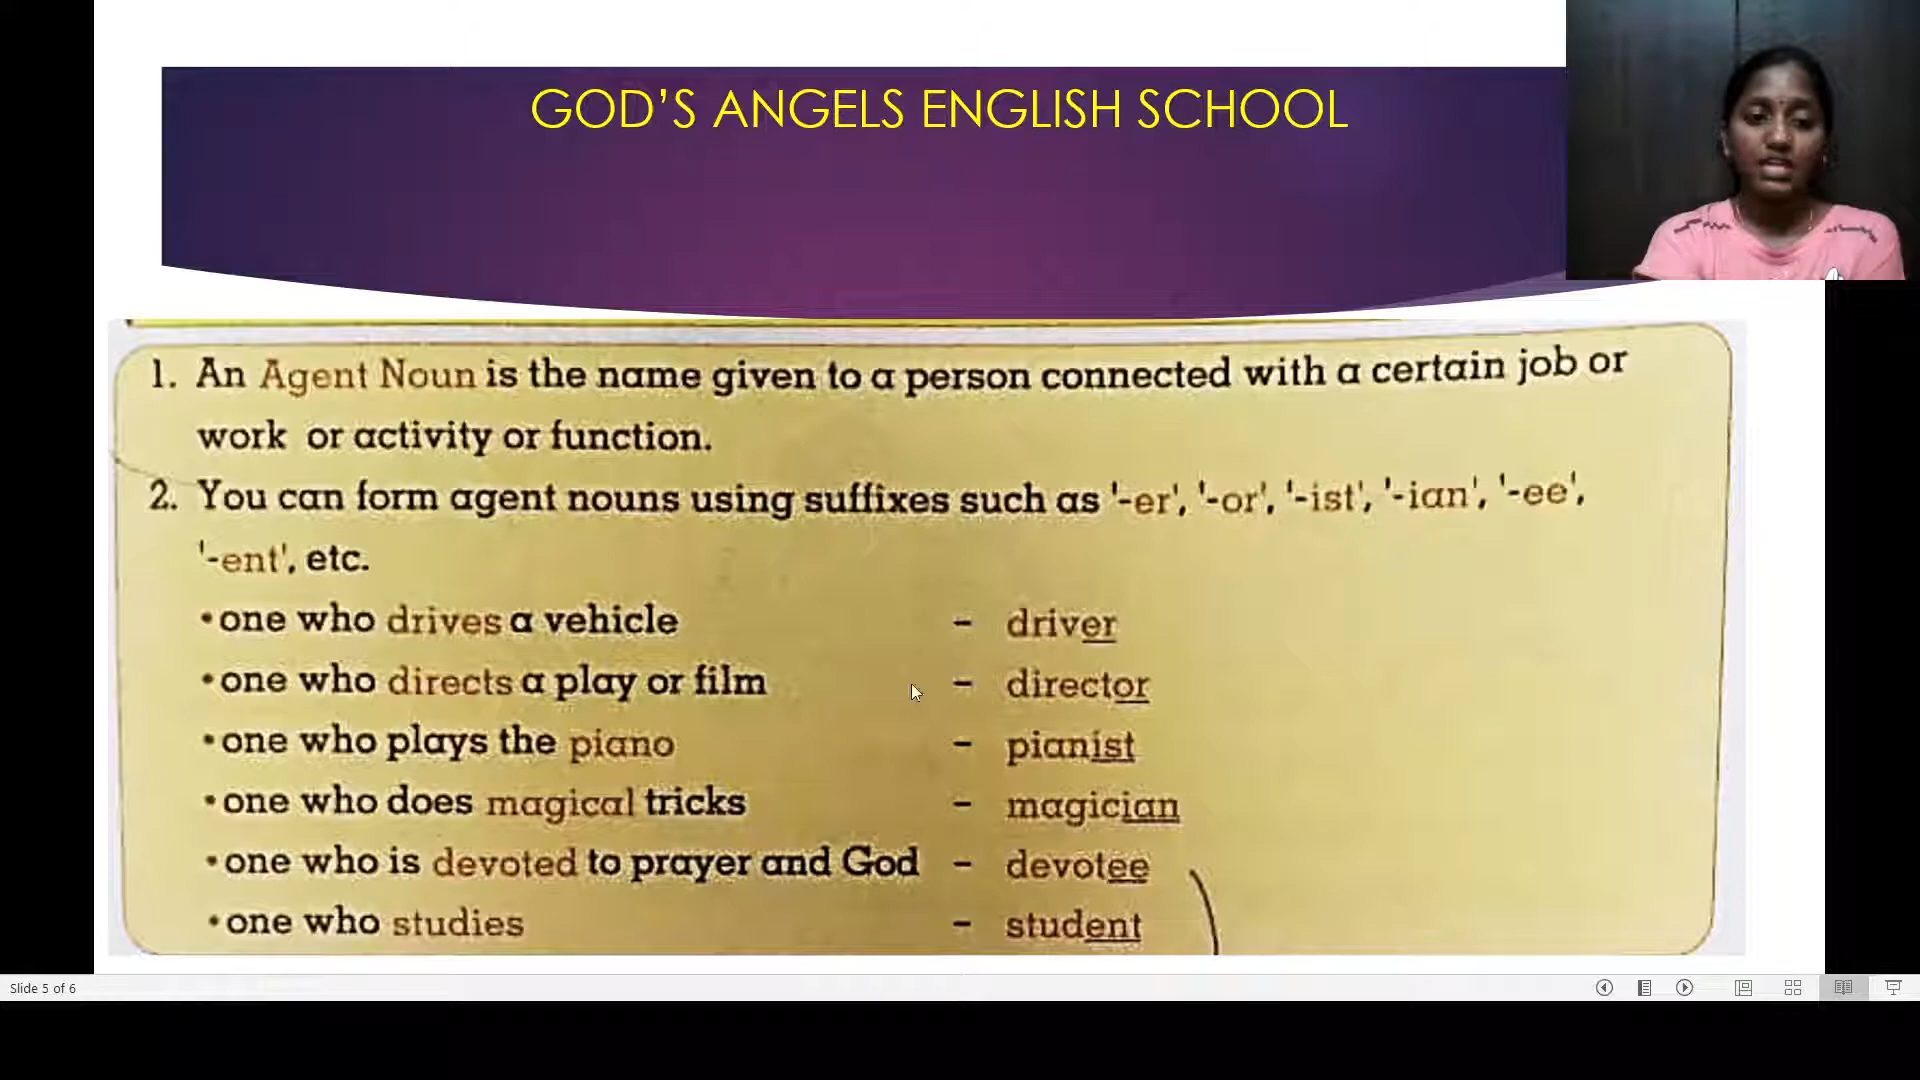 GOD’S ANGELS ENGLISH SCHOOL
1. An Agent Noun is the name given to a person connected with a certain job or
work or activity or function.
2. You can form agent nouns using suffixes such as '-er', '-or', '-ist', '-ian', '-ee',
'-ent', etc.
•one who drives a vehicle - driver
•one who directs a play or film - director
•one who plays the piano - pianist
•one who does magical tricks - magician
•one who is devoted to prayer and God - devotee
•one who studies - student
Slide 5 of 6